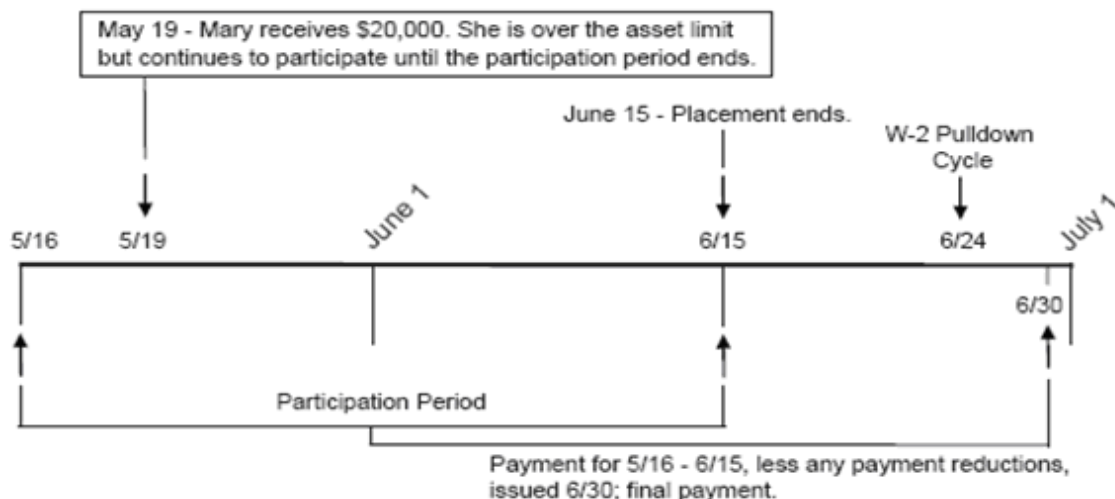 May 19 - Mary receives $20,000. She is over the asset limit
but continues to participate until the participation period ends.
June 15 - Placement ends.
W-2 Pulldown
Cycle
5/16
5/19
June 1
6/15
6/24
July 1
6/30
Participation Period
Payment for 5/16 - 6/15, less any payment reductions,
issued 6/30; final payment.